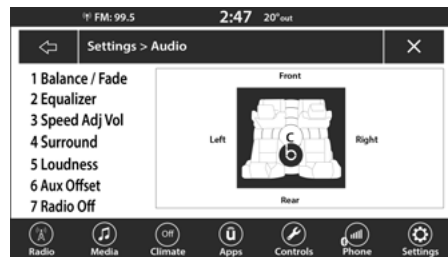 FM: 99.5 2:47 20°out
Settings > Audio
1 Balance / Fade
2 Equalizer
3 Speed Adj Vol
4 Surround
5 Loudness
6 Aux Offset
7 Radio Off
Front
Left
C
Right
Rear
Off
ū
Radio Media Climate Apps Controls Phone Settings